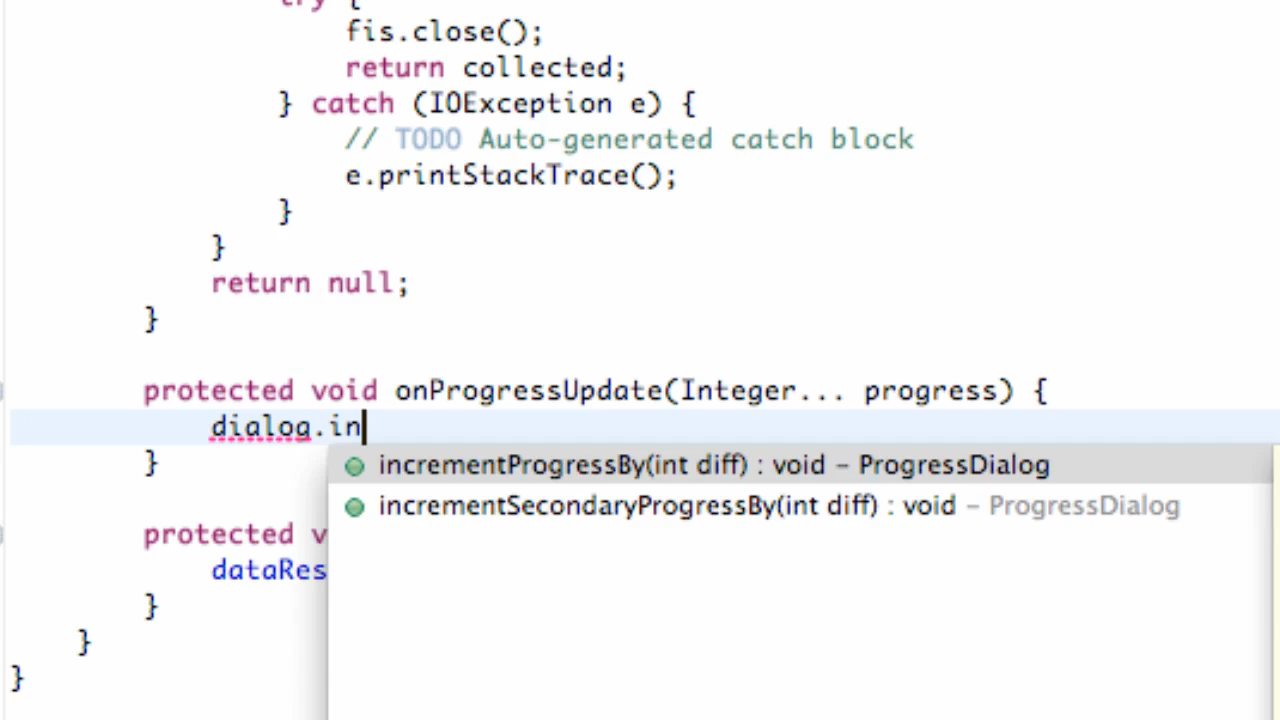 try {
fis.close();
return collected;
} catch (IOException e) {
// TODO Auto-generated catch block
e.printStackTrace();
}
}
return null;
}
protected void onProgressUpdate(Integer... progress) {
dialog.in
}
incrementProgressBy(int diff) : void – ProgressDialog
incrementSecondaryProgressBy(int diff) : void – ProgressDialog
protected v
dataRes
}
}
}